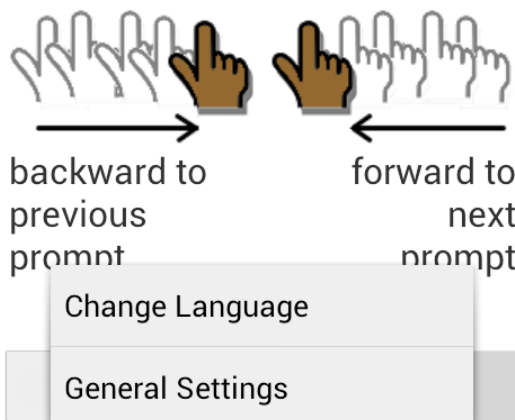 backward to
previous
prompt
forward to
next
prompt
Change Language
General Settings